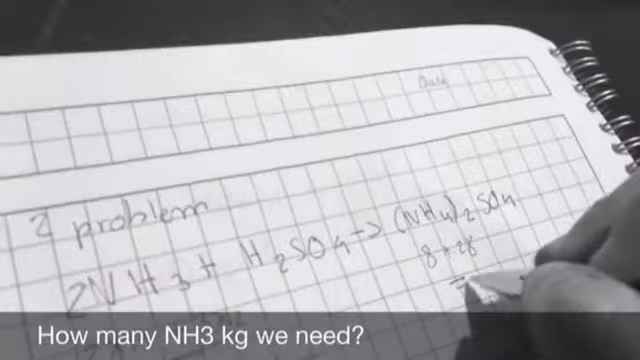 Date
2 problem
2NH3+ H2SO4-> (NH4)2SO4
8+28
=
How many NH3 kg we need?